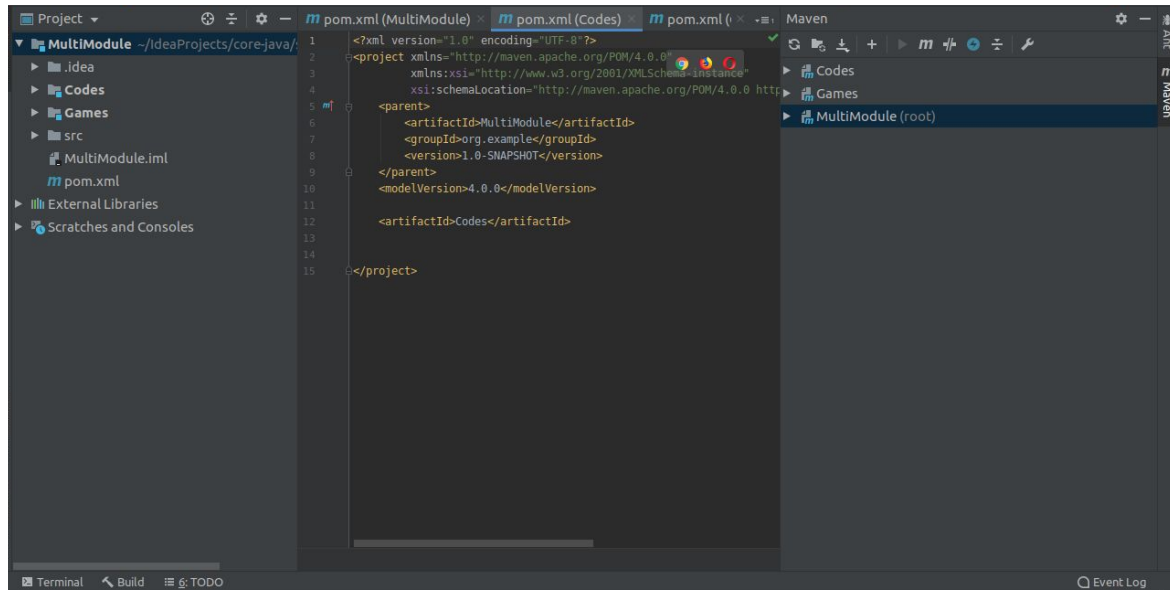 Project
MultiModule ~/IdeaProjects/core-java/
.idea
Codes
Games
src
MultiModule.iml
pom.xml
External Libraries
Scratches and Consoles
pom.xml (MultiModule)
pom.xml (Codes)
pom.xml (
1 <?xml version="1.0" encoding="UTF-8"?>
2 <project xmlns="http://maven.apache.org/POM/4.0.0"
3 xmlns:xsi="http://www.w3.org/2001/XMLSchema-instance"
4 xsi:schemaLocation="http://maven.apache.org/POM/4.0.0 http
5 <parent>
6 <artifactId>MultiModule</artifactId>
7 <groupId>org.example</groupId>
8 <version>1.0-SNAPSHOT</version>
9 </parent>
10 <modelVersion>4.0.0</modelVersion>
11
12 <artifactId>Codes</artifactId>
13
14
15 </project>
Maven
Codes
Games
MultiModule (root)
Ant
Maven
Terminal
Build
6: TODO
Event Log